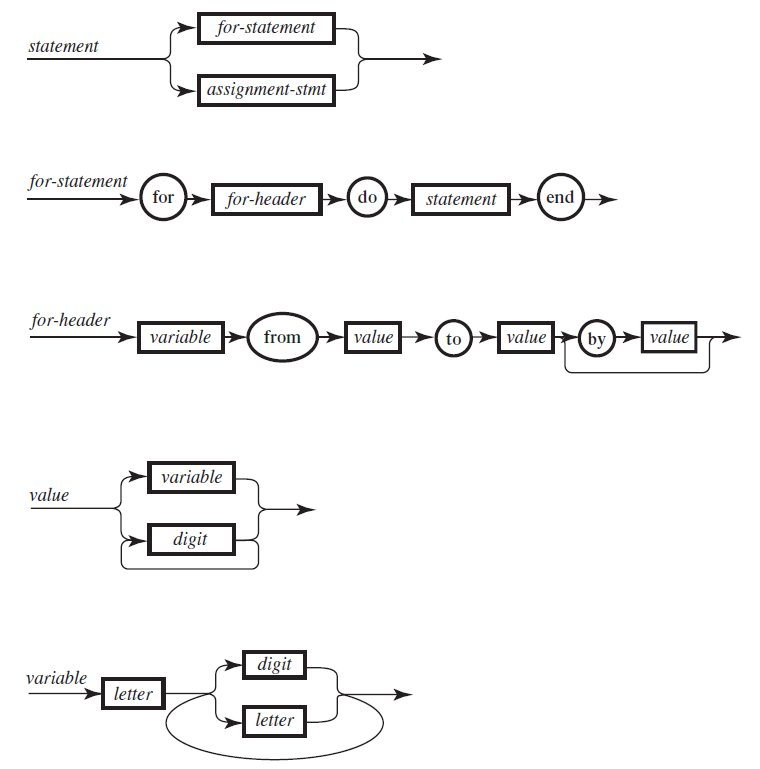 for-statement
statement
assignment-stmt
for-statement for for-header do statement end
for-header
variable from value to value by value
variable
value
digit
digit
variable
letter
letter